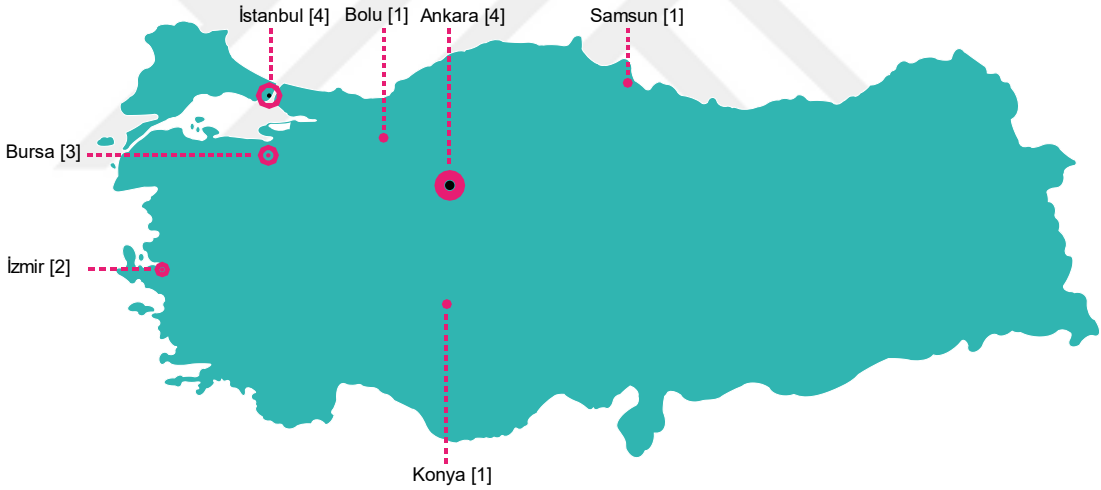 İstanbul [4]
Bolu [1]
Ankara [4]
Samsun [1]
Bursa [3]
İzmir [2]
Konya [1]